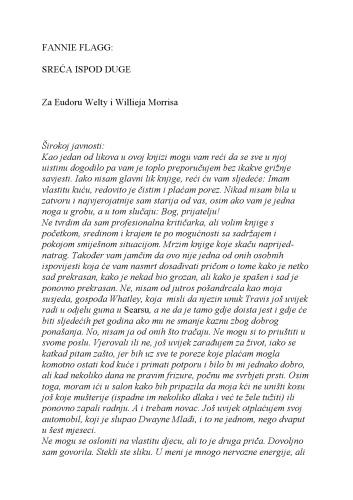 FANNIE FLAGG:
SREĆA ISPOD DUGE
Za Eudoru Welty i Willieja Morrisa
Širokoj javnosti:
Kao jedan od likova u ovoj knjizi mogu vam reći da se sve u njoj
uistinu dogodilo pa vam je toplo preporučujem bez ikakve grižnje
savjesti. Iako nisam glavni lik knjige, reći ću vam sljedeće: Imam
vlastitu kuću, redovito je čistim i plaćam porez. Nikad nisam bila u
zatvoru i najvjerojatnije sam starija od vas, osim ako vam je jedna
noga u grobu, a u tom slučaju: Bog, prijatelju!
Ne tvrdim da sam profesionalna kritičarka, ali volim knjige s
početkom, sredinom i krajem te po mogućnosti sa sadržajem i
pokojom smiješnom situacijom. Mrzim knjige koje skaču naprijed-
natrag. Također vam jamčim da ovo nije jedna od onih osobnih
ispovijesti koja će vam nasmrt dosađivati pričom o tome kako je netko
sad prekrasan, kako je nekad bio grozan, ali kako je spašen i sad je
ponovno prekrasan. Ne, nisam od jutros pošandrcala kao moja
susjeda, gospođa Whatley, koja  misli da njezin unuk Travis još uvijek
radi u odjelu guma u Searsu, a ne da je tamo gdje doista jest i gdje će
biti sljedećih pet godina ako mu ne smanje kaznu zbog dobrog
ponašanja. No, nisam ja od onih što tračaju. Ne mogu si to priuštiti u
svome poslu. Vjerovali ili ne, još uvijek zarađujem za život, iako se
katkad pitam zašto, jer bih uz sve te poreze koje plaćam mogla
komotno ostati kod kuće i primati potporu i bilo bi mi jednako dobro,
ali kad nekoliko dana ne pravim frizure, počnu me svrbjeti prsti. Osim
toga, moram ići u salon kako bih pripazila da moja kći ne uništi kosu
još koje mušterije (ispadne im nekoliko dlaka i već te žele tužiti) ili
ponovno zapali radnju. A i trebam novac. Još uvijek otplaćujem svoj
automobil, koji je slupao Dwayne Mlađi, i to ne jednom, nego dvaput
u šest mjeseci.
Ne mogu se osloniti na vlastitu djecu, ali to je druga priča. Dovoljno
sam govorila. Stekli ste sliku. U meni je mnogo nervozne energije, ali